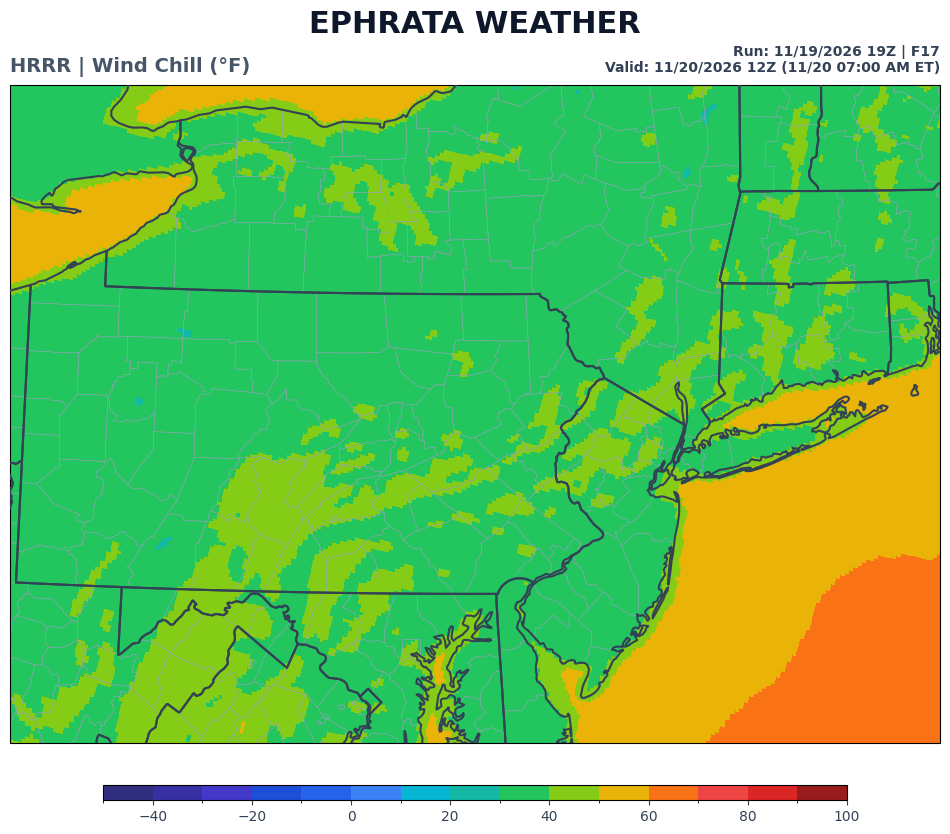 EPHRATA WEATHER
Run: 11/19/2026 19Z | F17
HRRR | Wind Chill (°F)
Valid: 11/20/2026 12Z (11/20 07:00 AM ET)
−40 −20 0 20 40 60 80 100